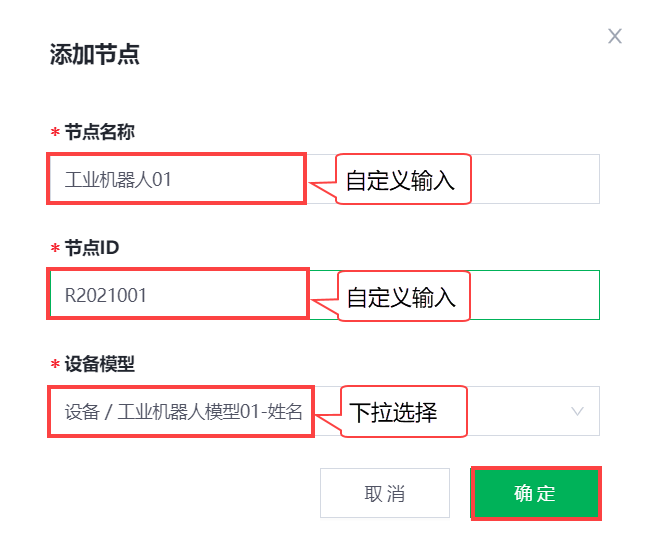 添加节点
* 节点名称
工业机器人01
自定义输入
* 节点ID
R2021001
自定义输入
* 设备模型
设备 / 工业机器人模型01-姓名
下拉选择
取消
确定